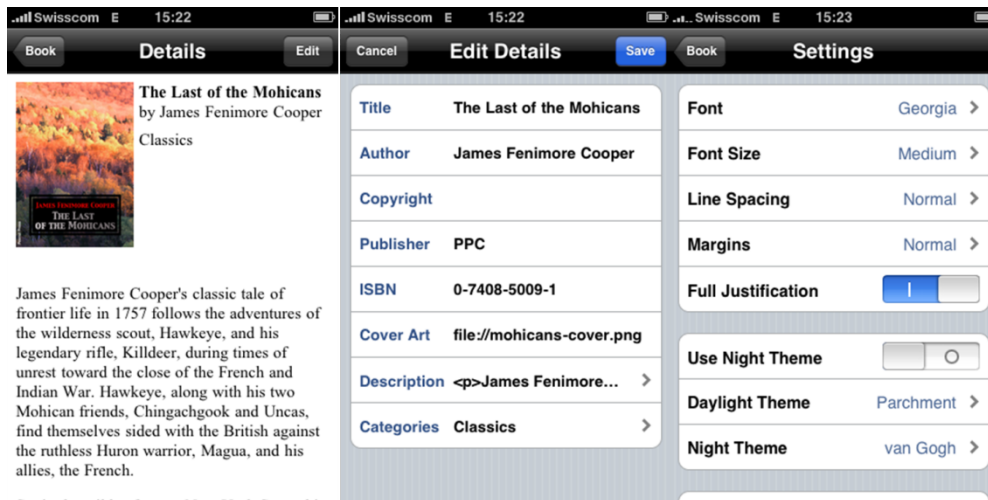 Swisscom E 15:22
Book Details Edit
The Last of the Mohicans
by James Fenimore Cooper
Classics
JAMES FENIMORE COOPER
THE LAST
OF THE MOHICANS
James Fenimore Cooper's classic tale of
frontier life in 1757 follows the adventures of
the wilderness scout, Hawkeye, and his
legendary rifle, Killdeer, during times of
unrest toward the close of the French and
Indian War. Hawkeye, along with his two
Mohican friends, Chingachgook and Uncas,
find themselves sided with the British against
the ruthless Huron warrior, Magua, and his
allies, the French.
Swisscom E 15:22
Cancel Edit Details Save
Title The Last of the Mohicans
Author James Fenimore Cooper
Copyright
Publisher PPC
ISBN 0-7408-5009-1
Cover Art file://mohicans-cover.png
Description <p>James Fenimore...
Categories Classics
Swisscom E 15:23
Book Settings
Font Georgia
Font Size Medium
Line Spacing Normal
Margins Normal
Full Justification
Use Night Theme
Daylight Theme Parchment
Night Theme van Gogh